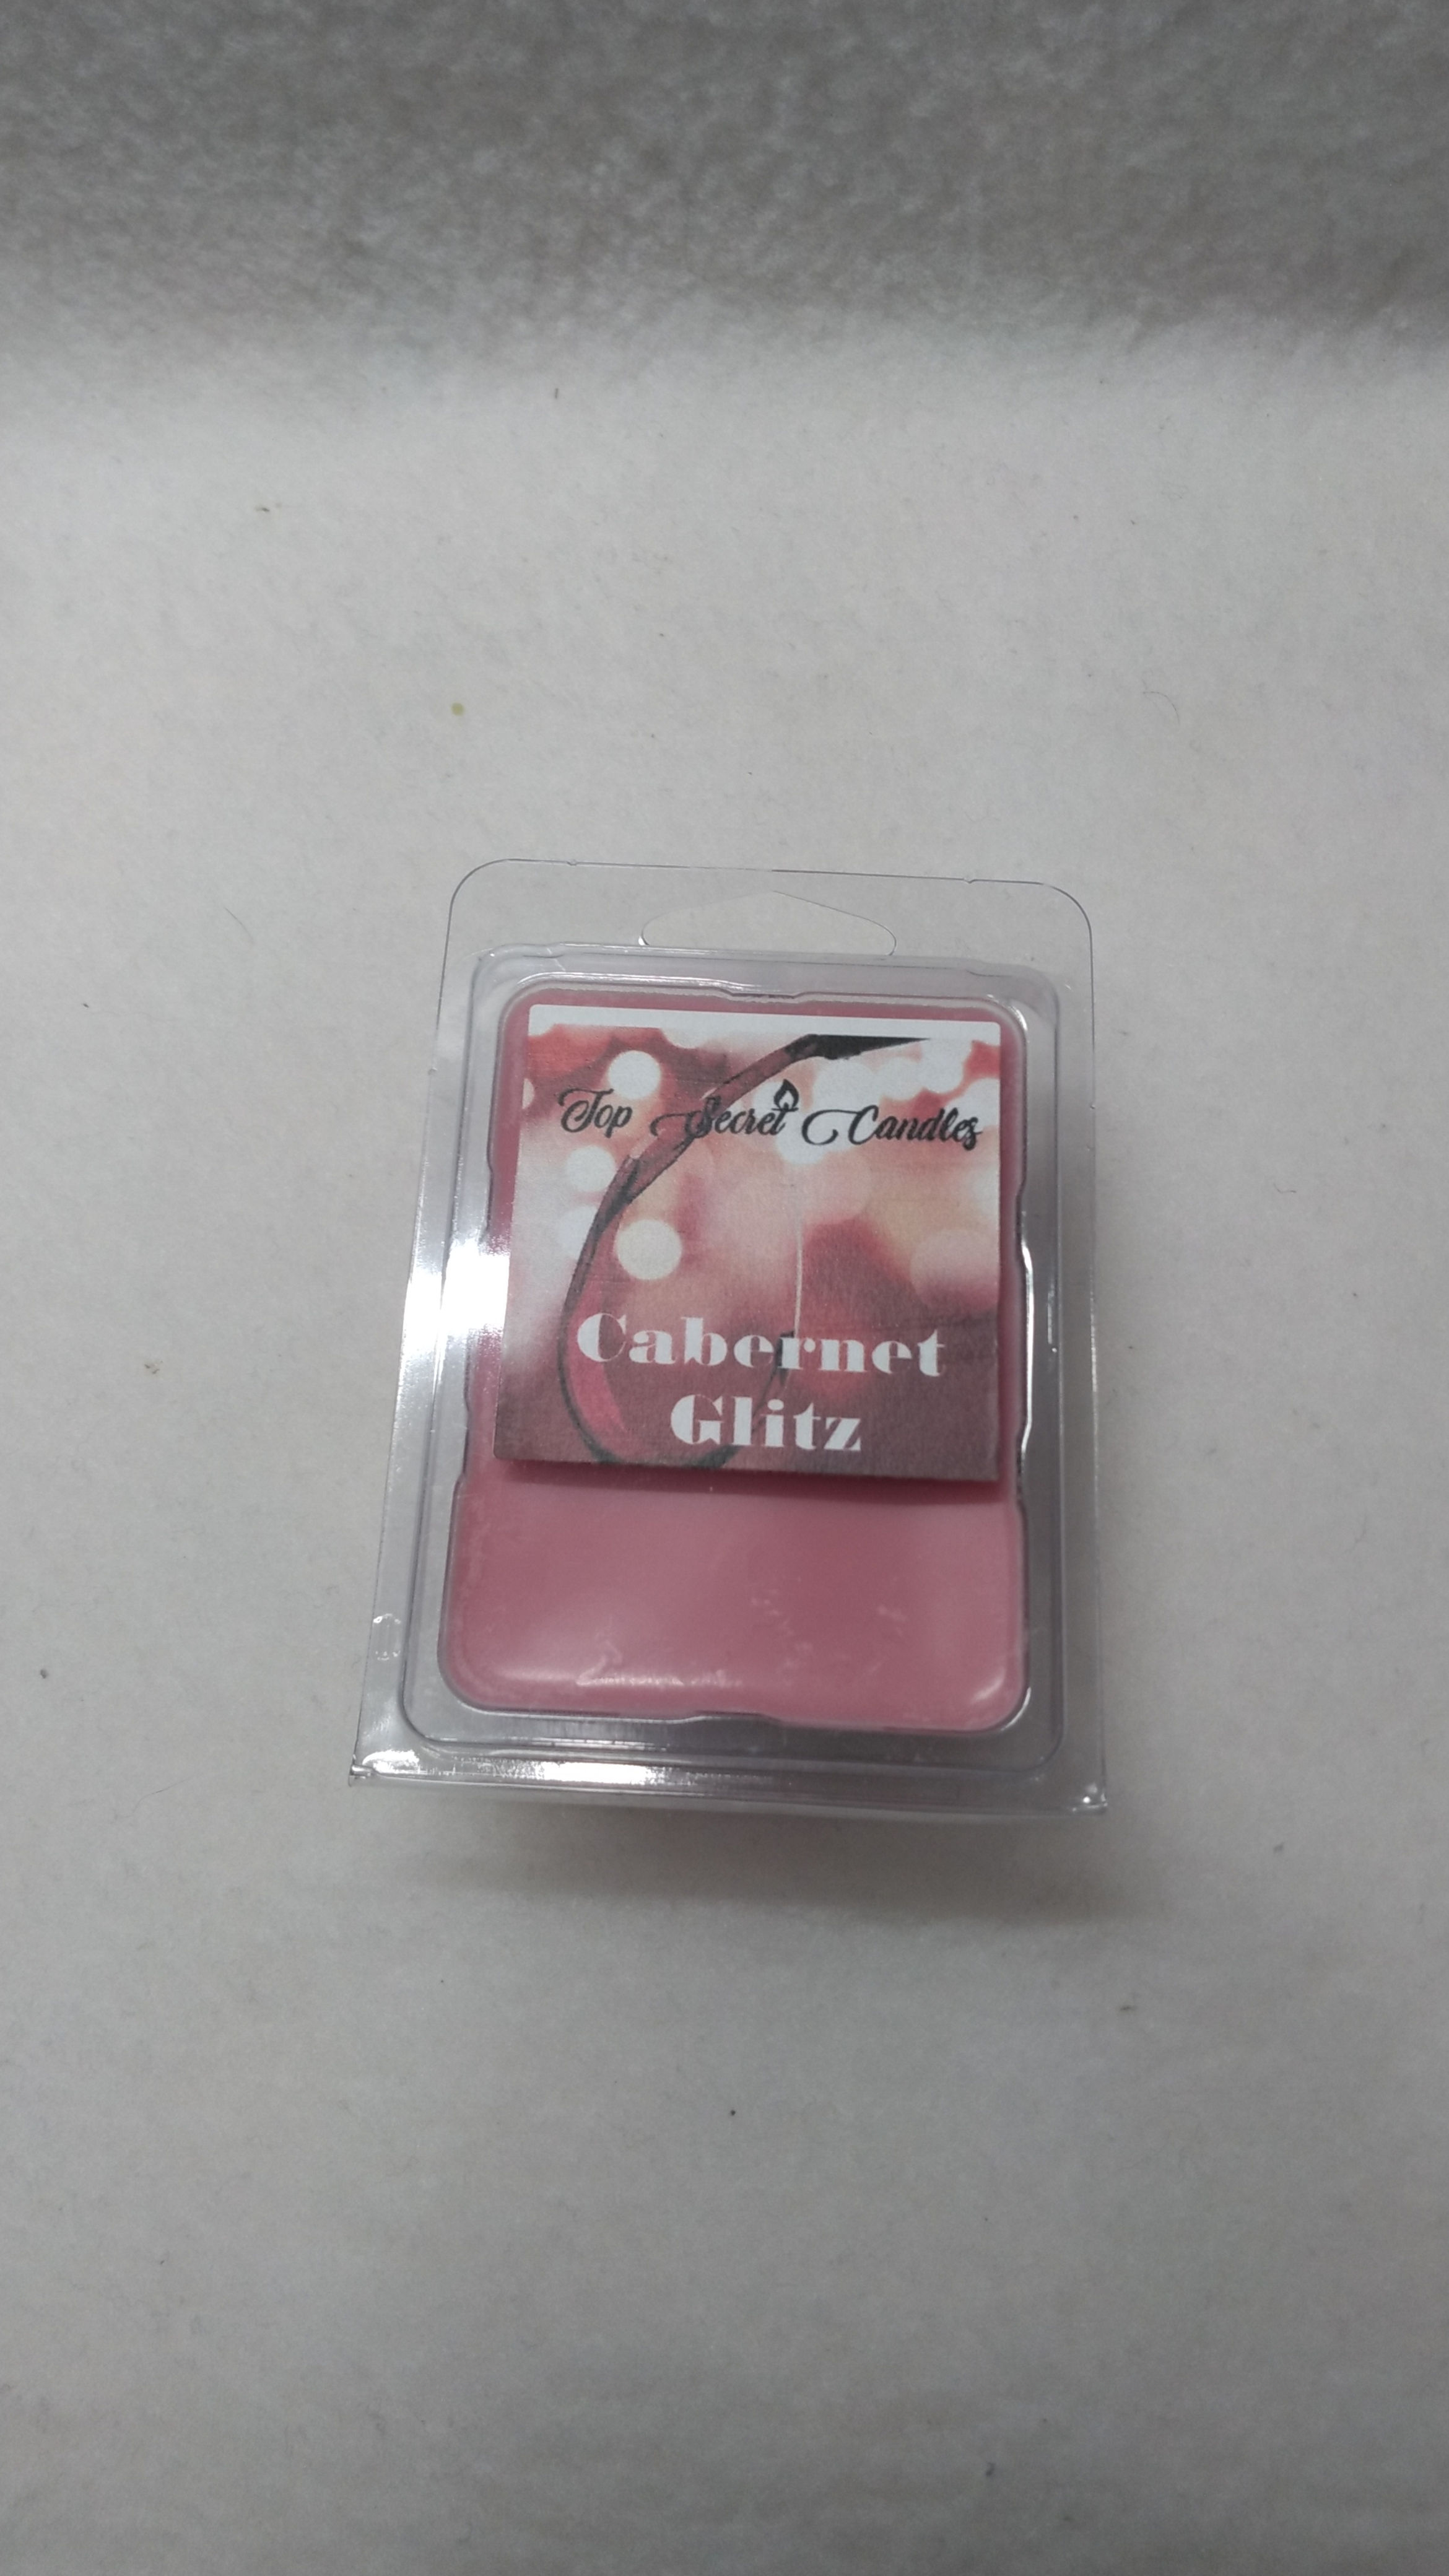 Top Secret Candles
Cabernet
Glitz